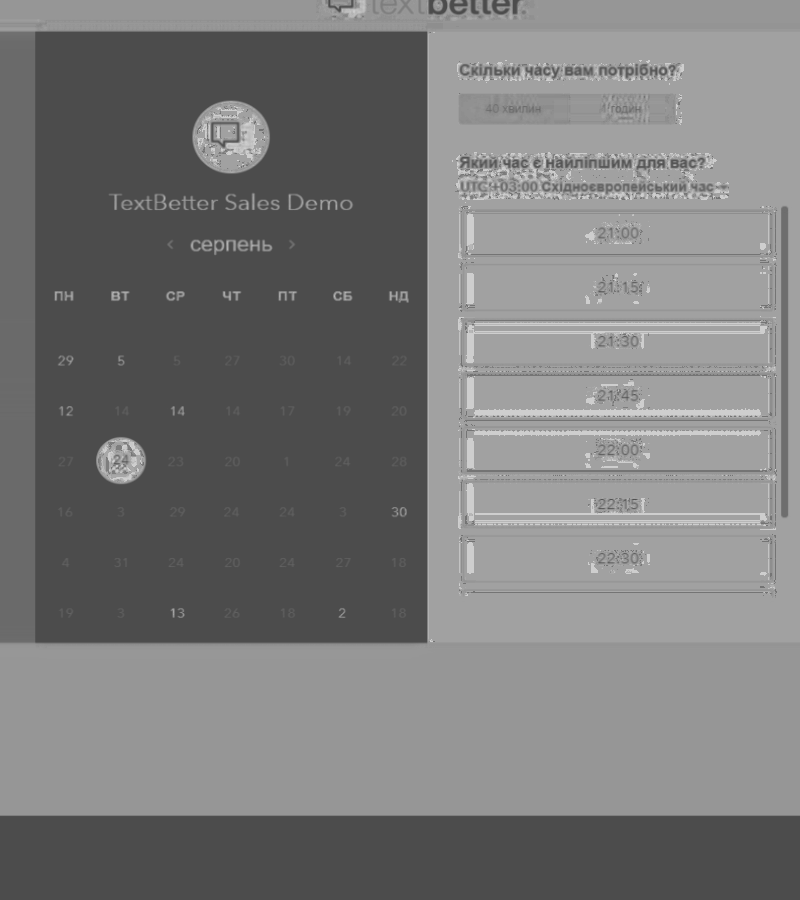 textbetter.
TextBetter Sales Demo
‹ серпень ›
ПН ВТ СР ЧТ ПТ СБ НД
29 5 5 27 30 14 22
12 14 14 14 17 19 20
27 24 23 20 1 24 28
16 3 29 24 24 3 30
4 31 24 20 24 27 18
19 3 13 26 18 2 18
Скільки часу вам потрібно?
40 хвилин 4 годин
Який час є найліпшим для вас?
UTC +03:00 Східноєвропейський час
21:00
21:15
21:30
21:45
22:00
22:15
22:30